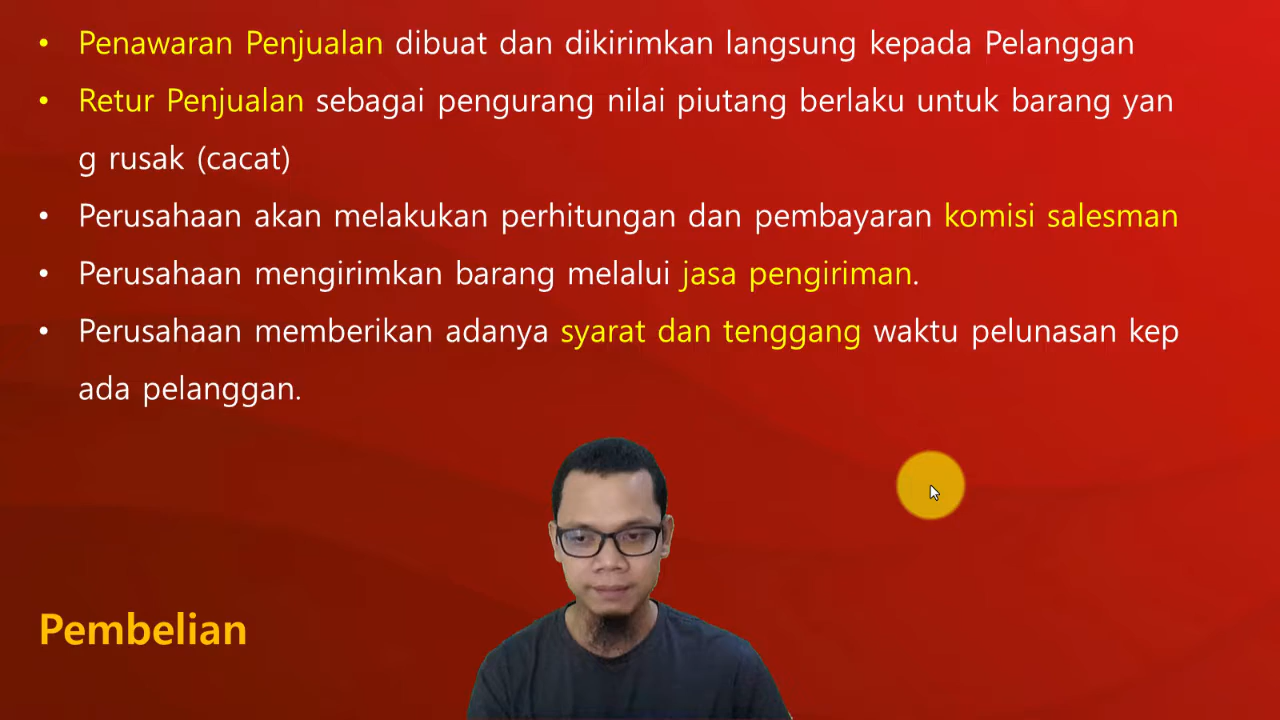 • Penawaran Penjualan dibuat dan dikirimkan langsung kepada Pelanggan
• Retur Penjualan sebagai pengurang nilai piutang berlaku untuk barang yan
g rusak (cacat)
• Perusahaan akan melakukan perhitungan dan pembayaran komisi salesman
• Perusahaan mengirimkan barang melalui jasa pengiriman.
• Perusahaan memberikan adanya syarat dan tenggang waktu pelunasan kep
ada pelanggan.
Pembelian